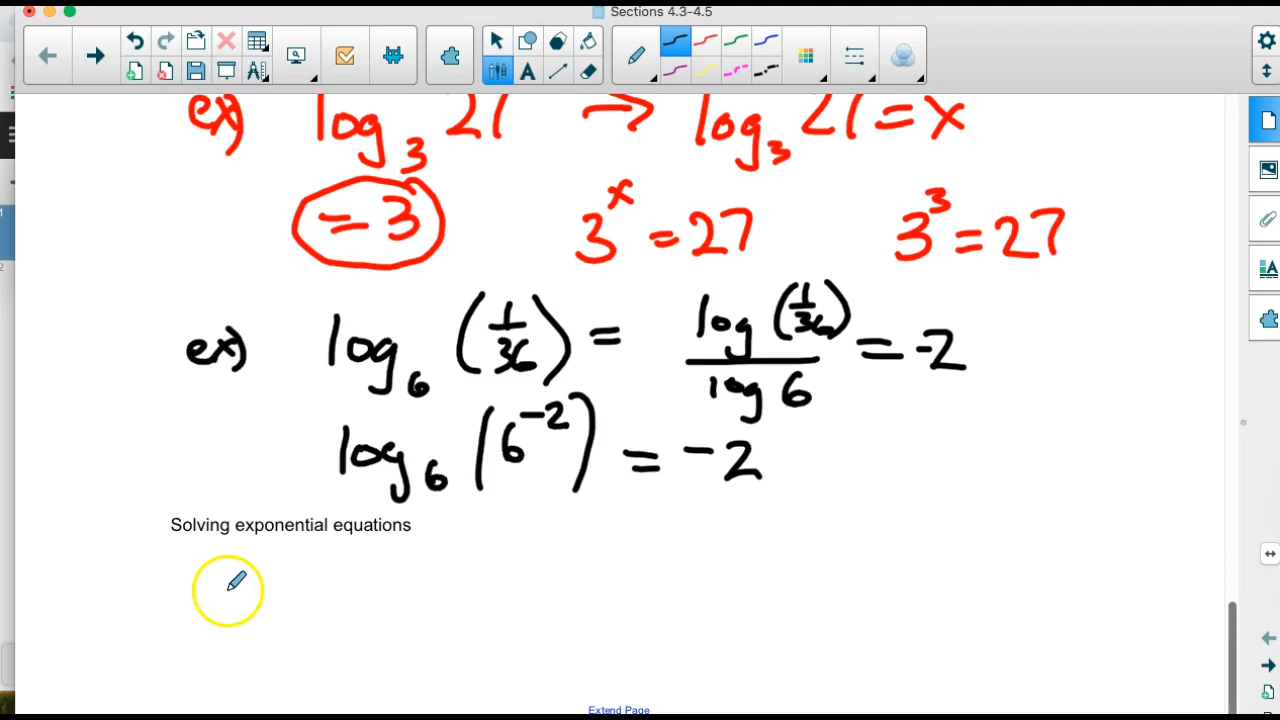 Sections 4.3-4.5
ex) log₃ 27 → log₃ 27 = x
= 3 3ˣ = 27 3³ = 27
ex) log₆ (1/36) = log (1/36) / log 6 = -2
log₆ (6⁻²) = -2
Solving exponential equations
Extend Page